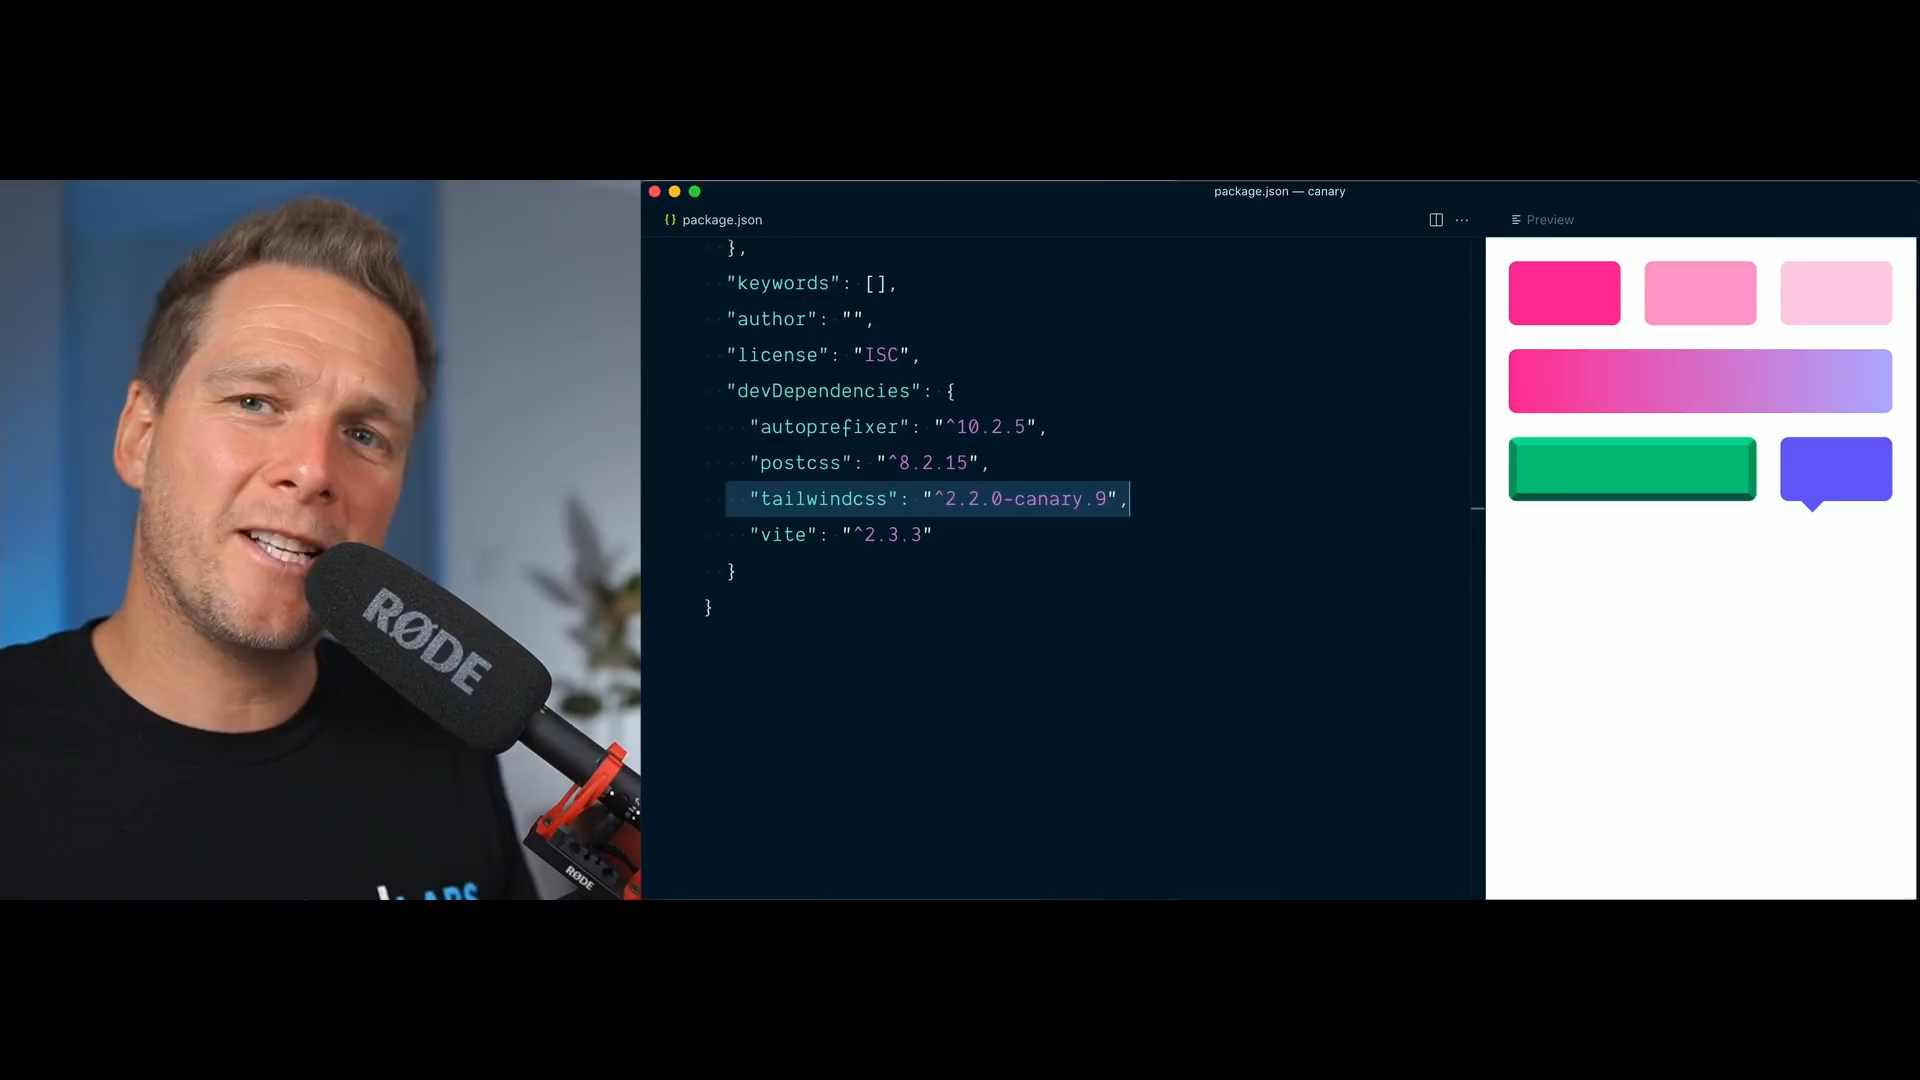 package.json — canary
{} package.json
Preview
},
"keywords": [],
"author": "",
"license": "ISC",
"devDependencies": {
"autoprefixer": "^10.2.5",
"postcss": "^8.2.15",
"tailwindcss": "^2.2.0-canary.9",
"vite": "^2.3.3"
}
}
RØDE
RØDE
LABS